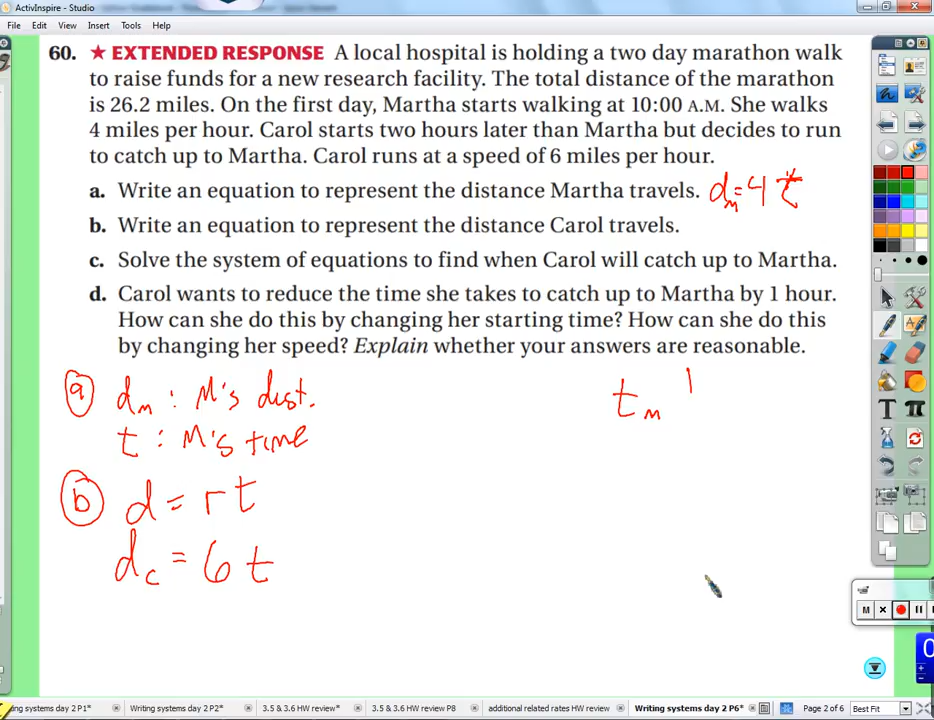 ActivInspire - Studio
File Edit View Insert Tools Help
60. ★ EXTENDED RESPONSE A local hospital is holding a two day marathon walk
to raise funds for a new research facility. The total distance of the marathon
is 26.2 miles. On the first day, Martha starts walking at 10:00 A.M. She walks
4 miles per hour. Carol starts two hours later than Martha but decides to run
to catch up to Martha. Carol runs at a speed of 6 miles per hour.
a. Write an equation to represent the distance Martha travels. dm = 4t
b. Write an equation to represent the distance Carol travels.
c. Solve the system of equations to find when Carol will catch up to Martha.
d. Carol wants to reduce the time she takes to catch up to Martha by 1 hour.
How can she do this by changing her starting time? How can she do this
by changing her speed? Explain whether your answers are reasonable.
a dm : M's dist. tm 1
t : M's time
b d = rt
dc = 6t
M
ng systems day 2 P1* Writing systems day 2 P2* 3.5 & 3.6 HW review* 3.5 & 3.6 HW review P8 additional related rates HW review Writing systems day 2 P6* Page 2 of 6 Best Fit